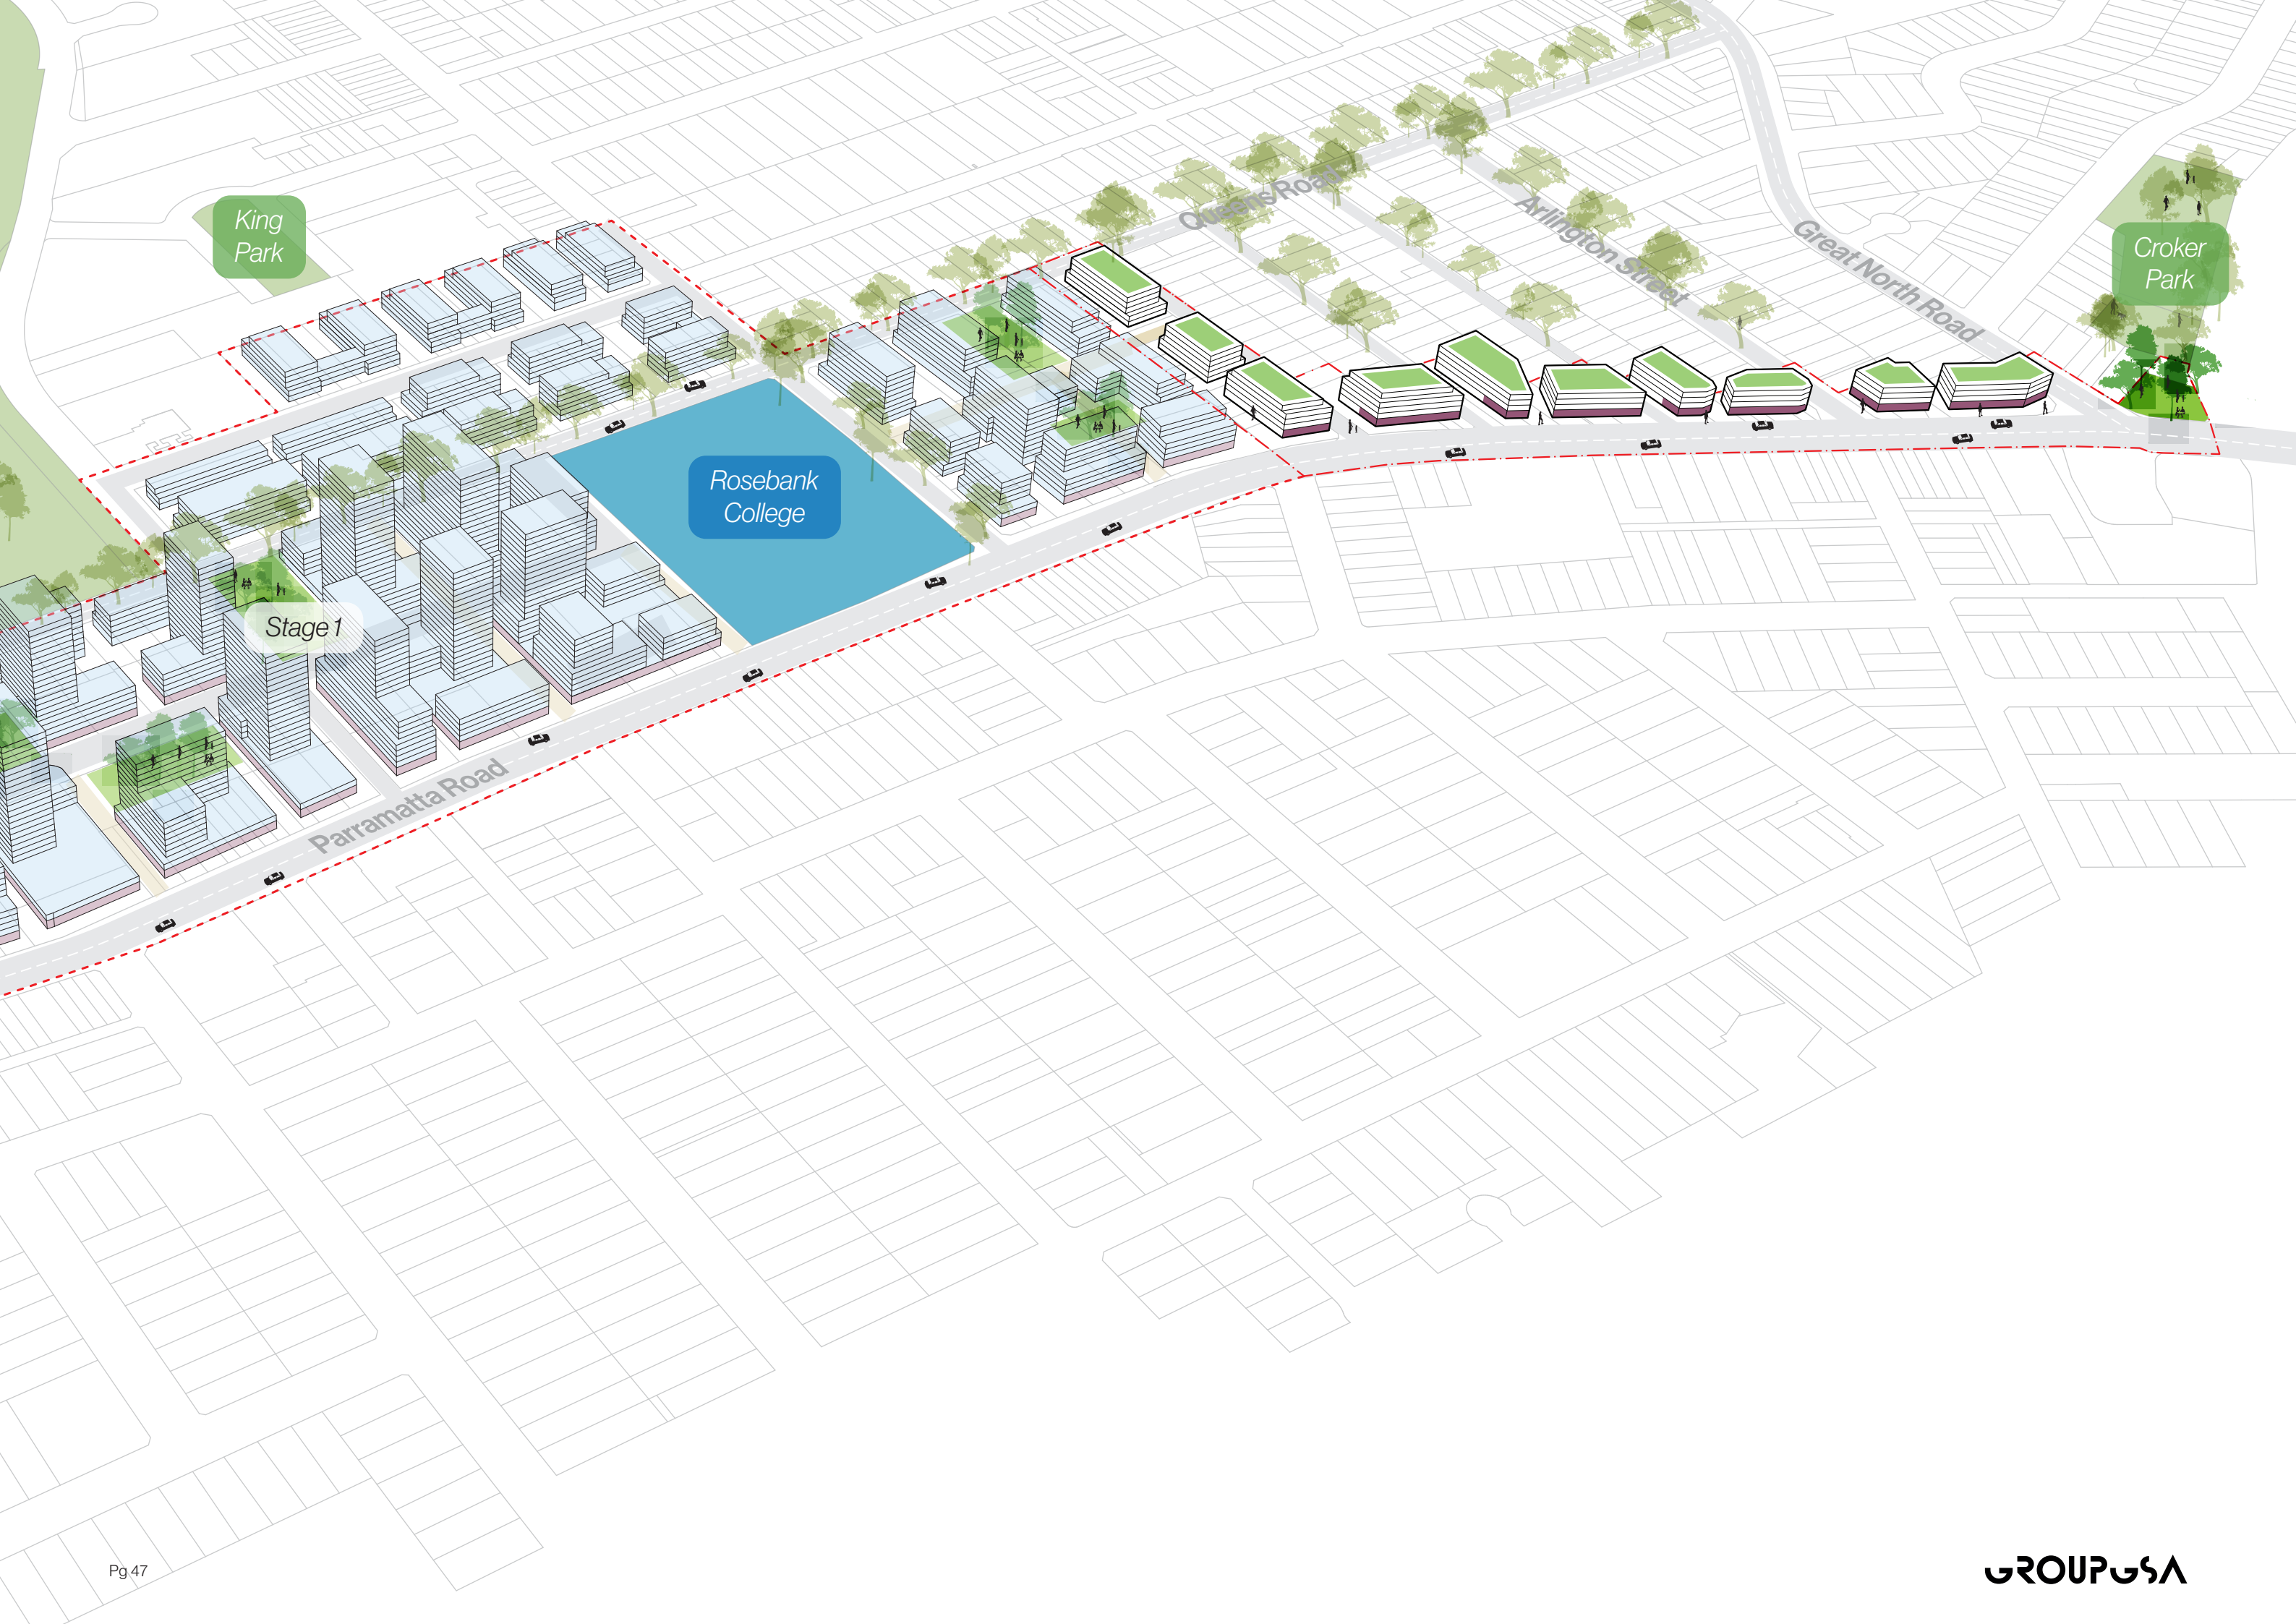 King
Park
Queens Road
Arlington Street
Great North Road
Croker
Park
Rosebank
College
Stage 1
Parramatta Road
Pg 47
GROUPGSA